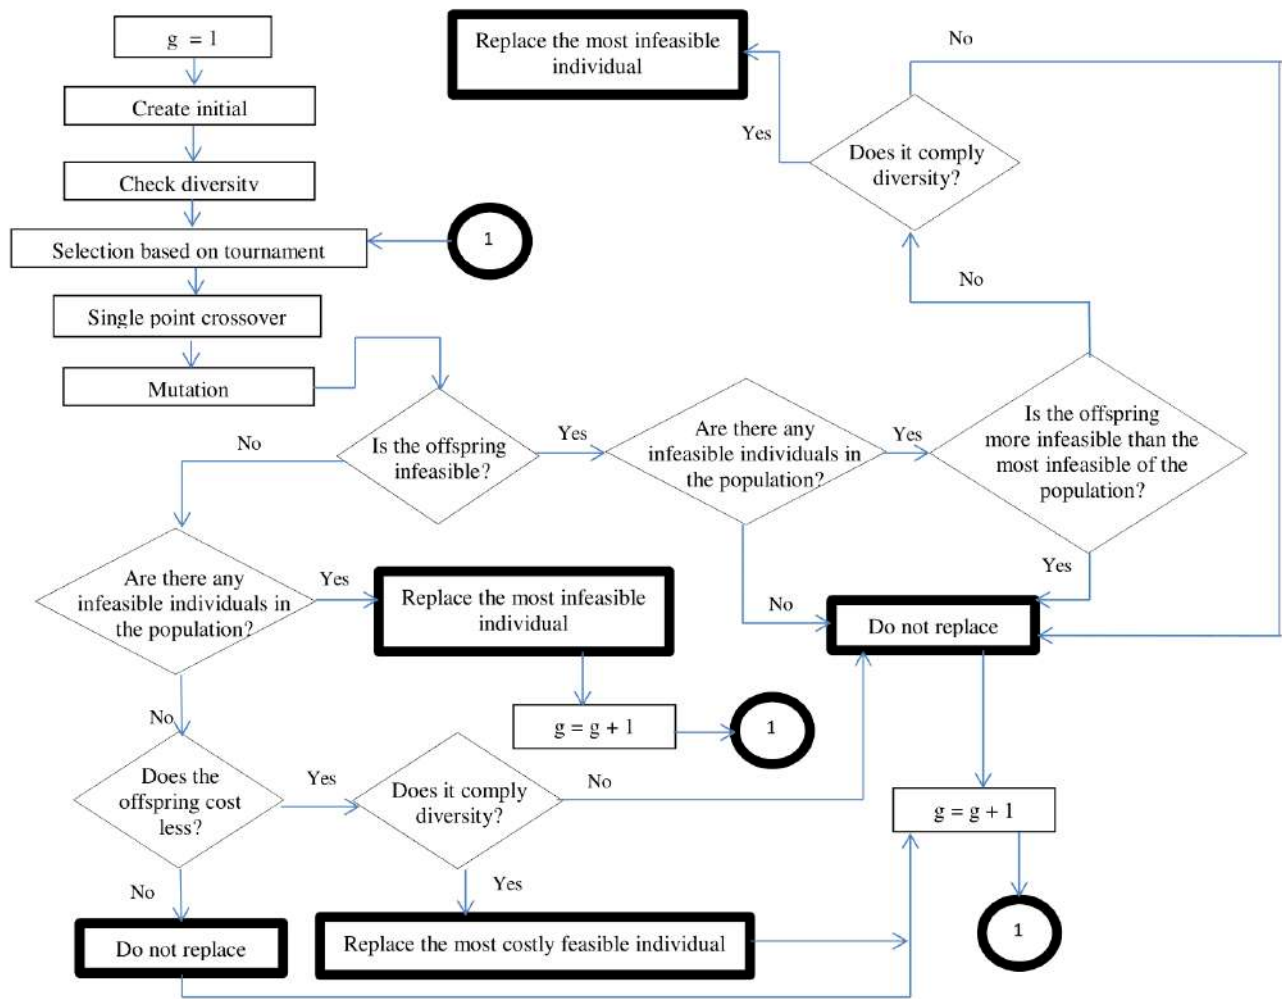 g = 1
Create initial
Check diversity
Selection based on tournament
1
Single point crossover
Mutation
Replace the most infeasible
individual
No
Yes
Does it comply
diversity?
No
No
Is the offspring
infeasible?
Yes
Are there any
infeasible individuals in
the population?
Yes
Is the offspring
more infeasible than the
most infeasible of the
population?
Yes
No
Do not replace
Are there any
infeasible individuals in
the population?
Yes
Replace the most infeasible
individual
g = g + 1
1
No
Does the
offspring cost
less?
Yes
Does it comply
diversity?
No
g = g + 1
1
No
Do not replace
Yes
Replace the most costly feasible individual